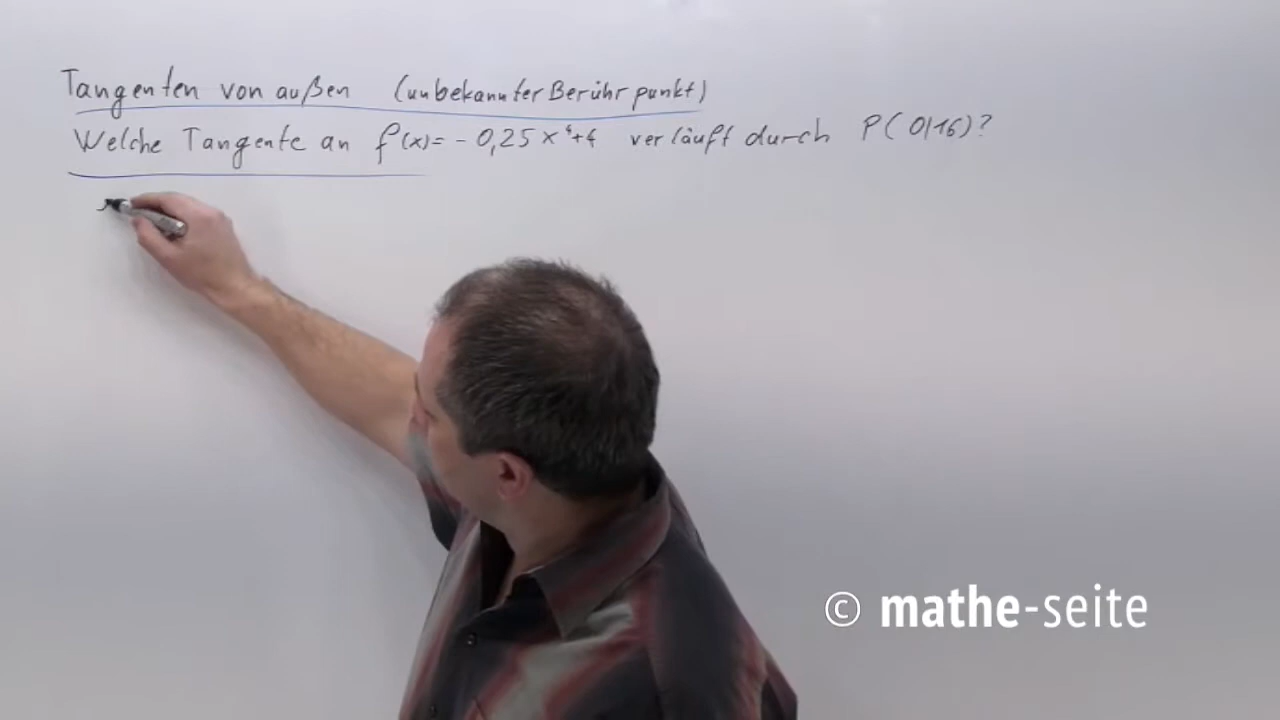 Tangenten von außen (unbekannter Berührpunkt)
Welche Tangente an f(x)= -0,25x⁴+4 verläuft durch P(0|16)?
© mathe-seite